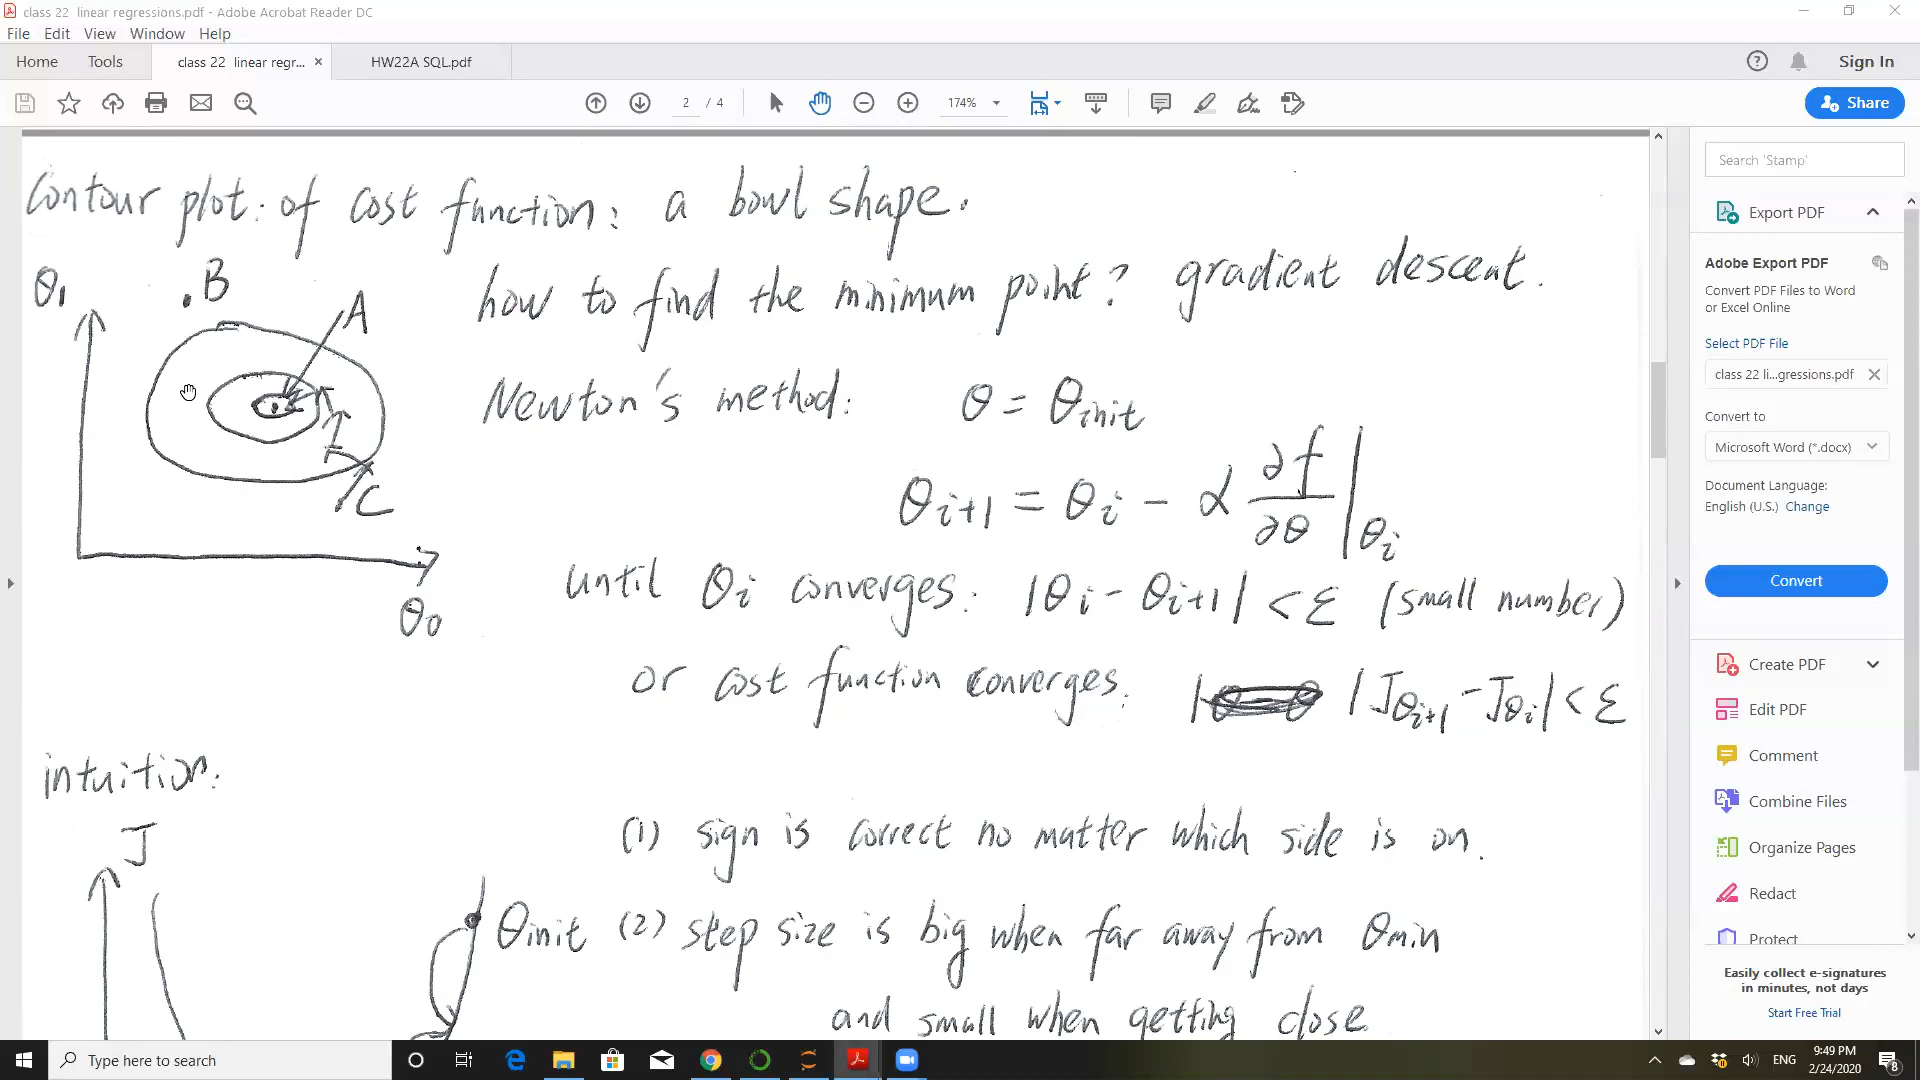 class 22  linear regressions.pdf - Adobe Acrobat Reader DC
File Edit View Window Help
Home Tools class 22  linear regr... × HW22A SQL.pdf Sign In
2 / 4 174% Share
Contour plot: of cost function: a bowl shape.
θ₁ B how to find the minimum point? gradient descent.
A
Newton's method: θ = θinit
C
θi+1 = θi - α ∂f/∂θ |θi
θ₀
until θi converges: |θi - θi+1| < ε (small number)
or cost function converges: | |Jθi+1 - Jθi| < ε
intuition:
J
(1) sign is correct no matter which side is on.
θinit (2) step size is big when far away from θmin
and small when getting close
Search 'Stamp'
Export PDF
Adobe Export PDF
Convert PDF Files to Word
or Excel Online
Select PDF File
class 22 li...gressions.pdf
Convert to
Microsoft Word (*.docx)
Document Language:
English (U.S.) Change
Convert
Create PDF
Edit PDF
Comment
Combine Files
Organize Pages
Redact
Protect
Easily collect e-signatures
in minutes, not days
Start Free Trial
Type here to search
ENG
9:49 PM
2/24/2020
8